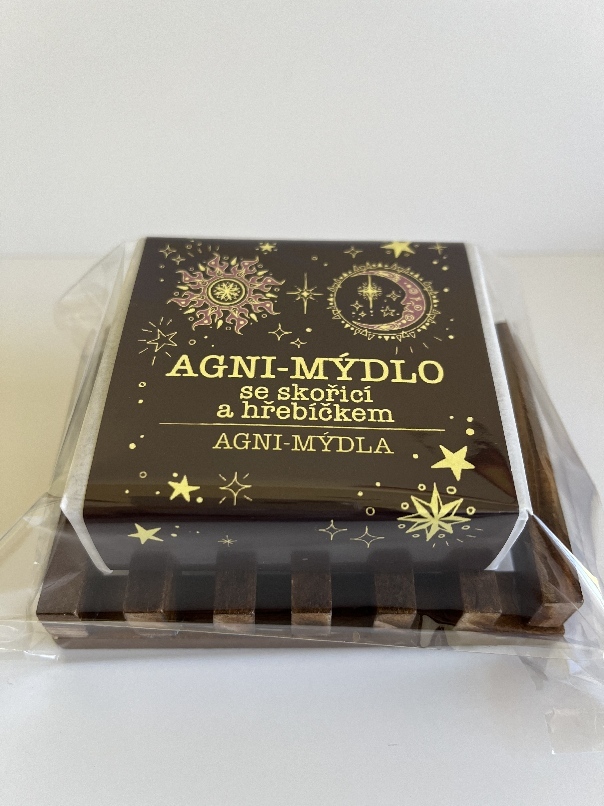 AGNI-MÝDLO
se skořicí
a hřebíčkem
AGNI-MÝDLA